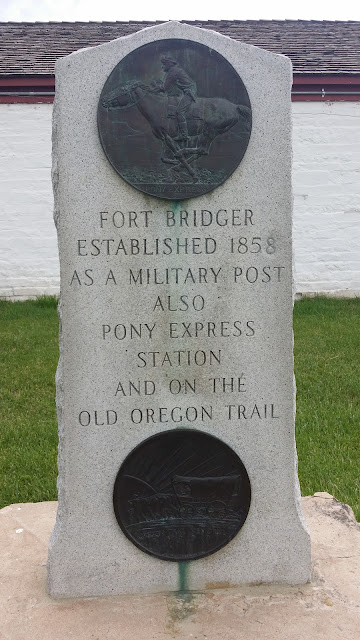 FORT BRIDGER
ESTABLISHED 1858
AS A MILITARY POST
ALSO
PONY EXPRESS
STATION
AND ON THE
OLD OREGON TRAIL